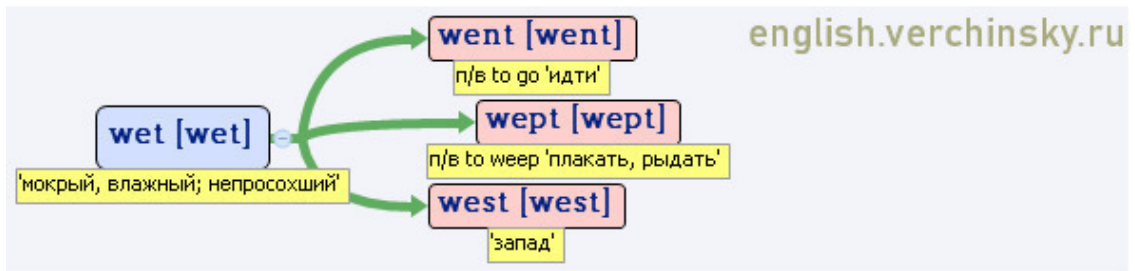 went [went]
english.verchinsky.ru
п/в to go 'идти'
wet [wet]
wept [wept]
п/в to weep 'плакать, рыдать'
'мокрый, влажный; непросохший'
west [west]
'запад'